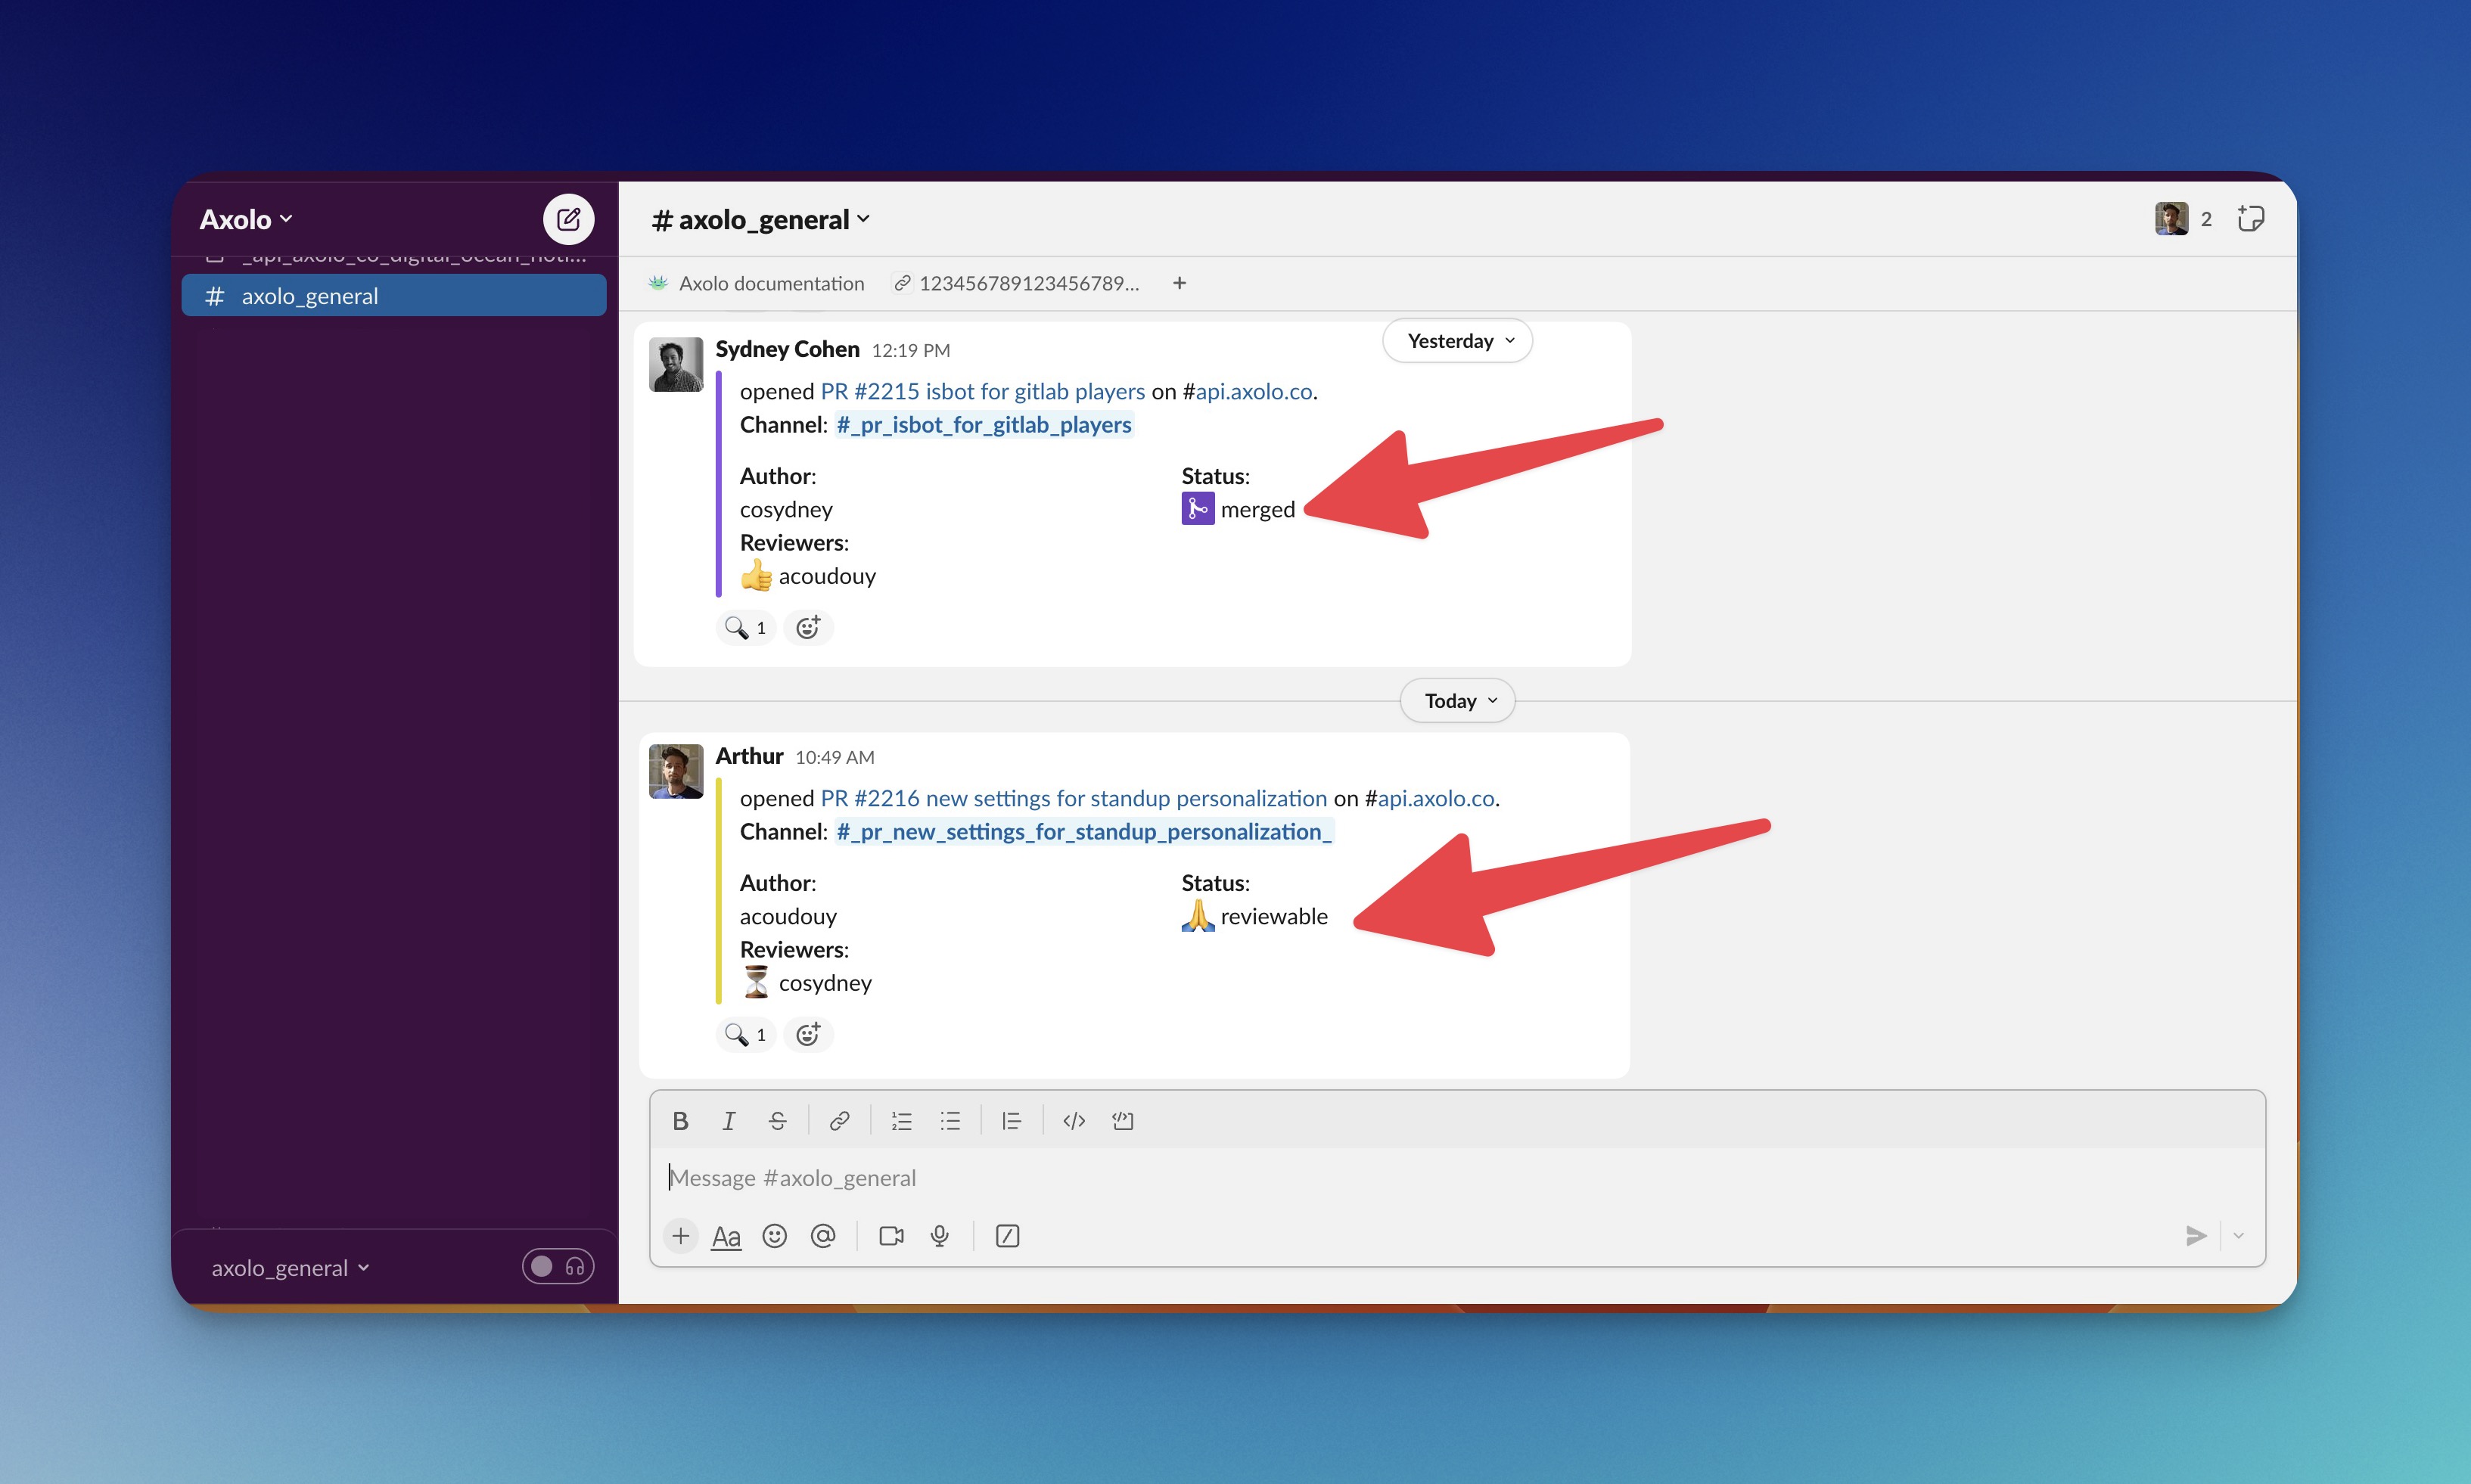 Axolo
# axolo_general 2
_api_axolo_co_digital_ocean_noti...
# axolo_general
Axolo documentation 123456789123456789... +
Yesterday
Sydney Cohen 12:19 PM
opened PR #2215 isbot for gitlab players on #api.axolo.co.
Channel: #_pr_isbot_for_gitlab_players
Author: Status:
cosydney merged
Reviewers:
acoudouy
1
Today
Arthur 10:49 AM
opened PR #2216 new settings for standup personalization on #api.axolo.co.
Channel: #_pr_new_settings_for_standup_personalization_
Author: Status:
acoudouy reviewable
Reviewers:
cosydney
1
B I S
Message #axolo_general
+ Aa @
axolo_general